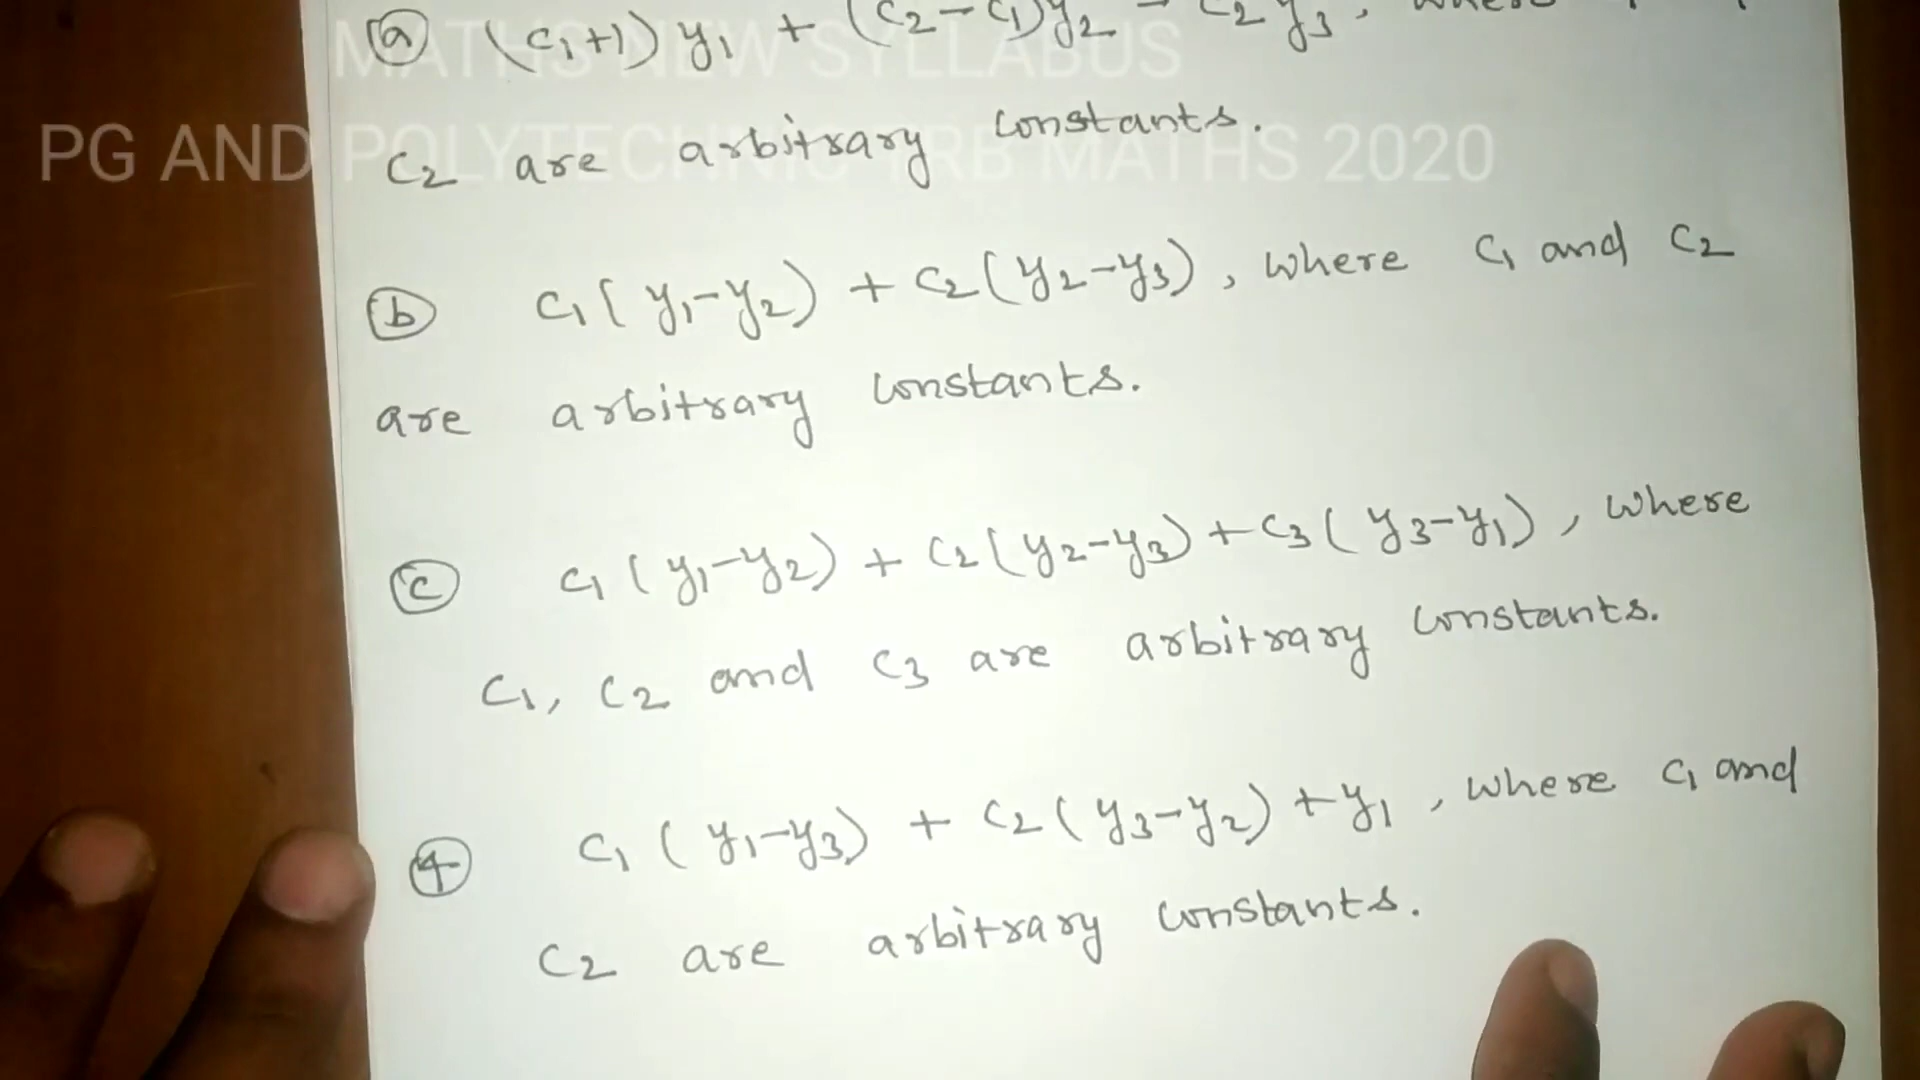 (a) (c1+1) y1 + (c2-c1)y2 - c2 y3, where
MATHS NEW SYLLABUS
c2 are arbitrary constants.
PG AND POLYTECHNIC TRB MATHS 2020
(b) c1(y1-y2) + c2(y2-y3), where c1 and c2
are arbitrary constants.
(c) c1(y1-y2) + c2(y2-y3) + c3(y3-y1), where
c1, c2 and c3 are arbitrary constants.
(4) c1(y1-y3) + c2(y3-y2) + y1, where c1 and
c2 are arbitrary constants.